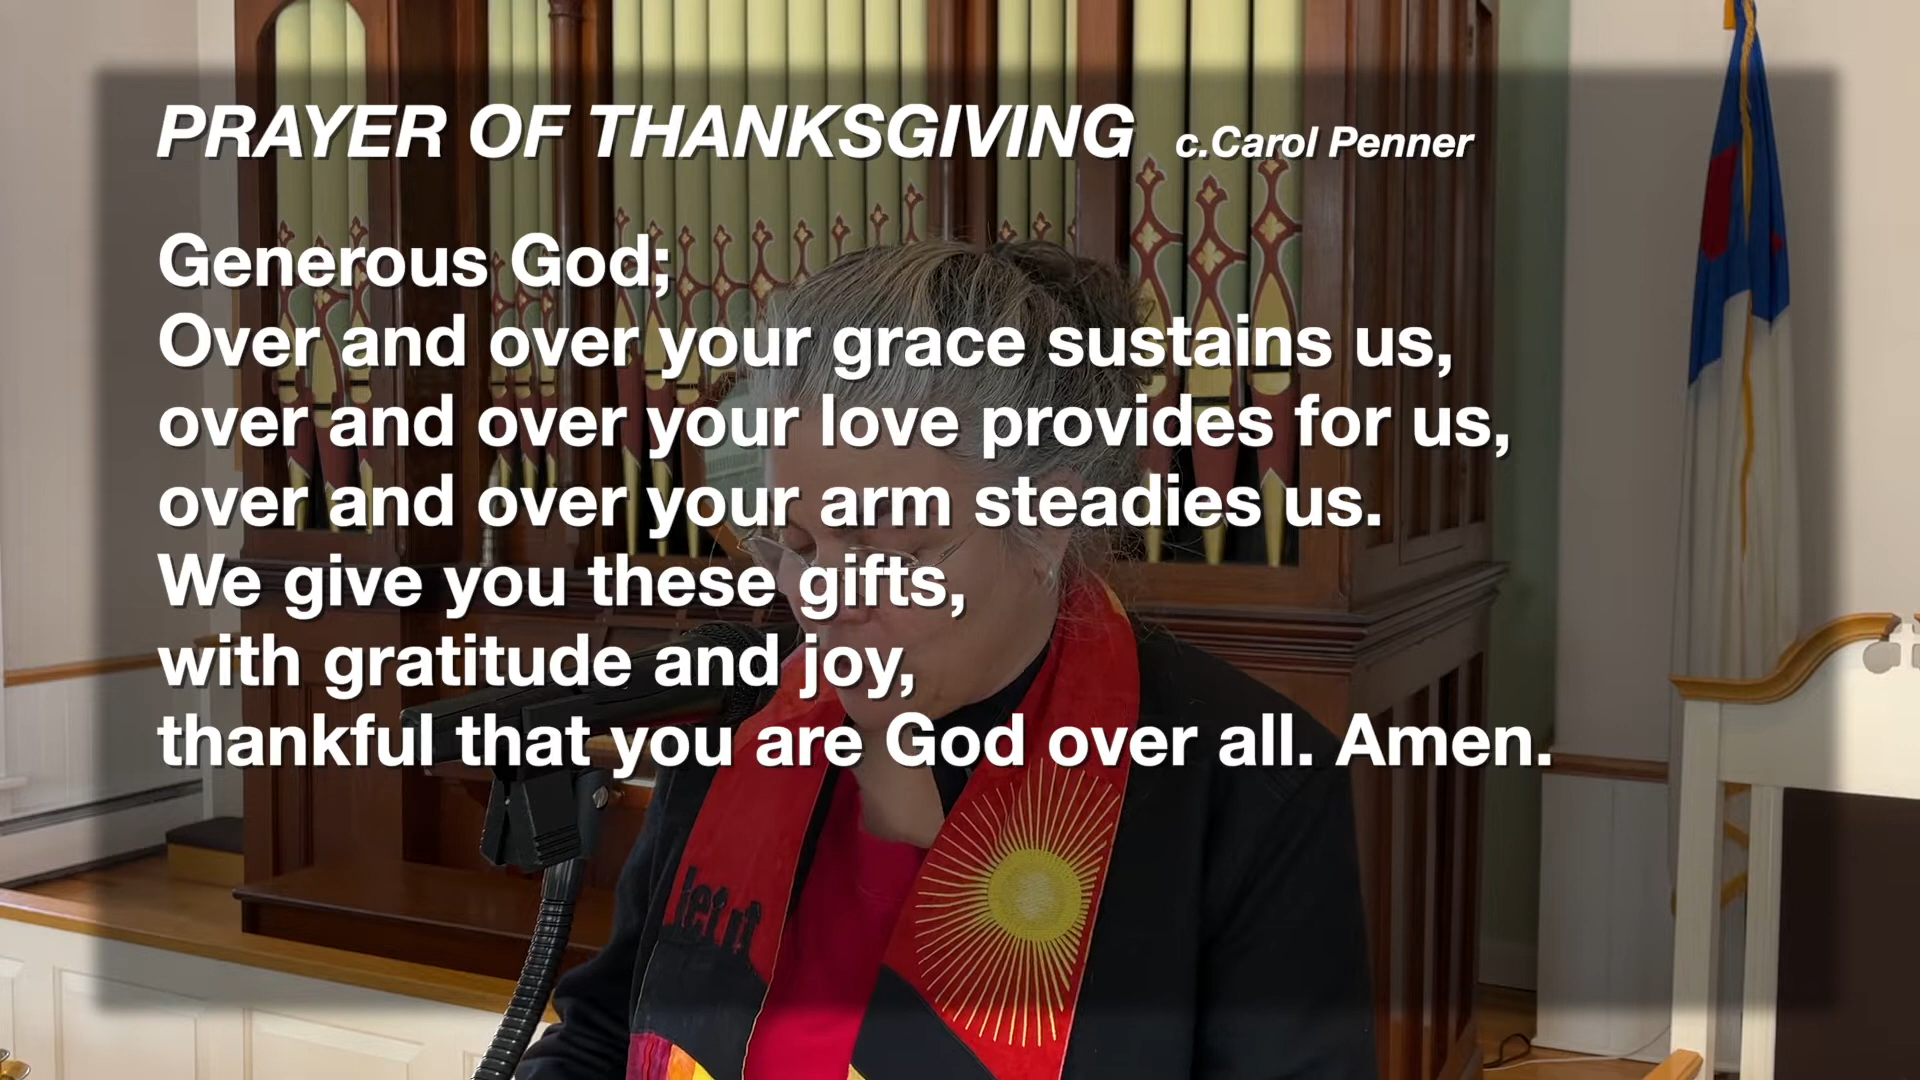 PRAYER OF THANKSGIVING c.Carol Penner
Generous God;
Over and over your grace sustains us,
over and over your love provides for us,
over and over your arm steadies us.
We give you these gifts,
with gratitude and joy,
thankful that you are God over all. Amen.